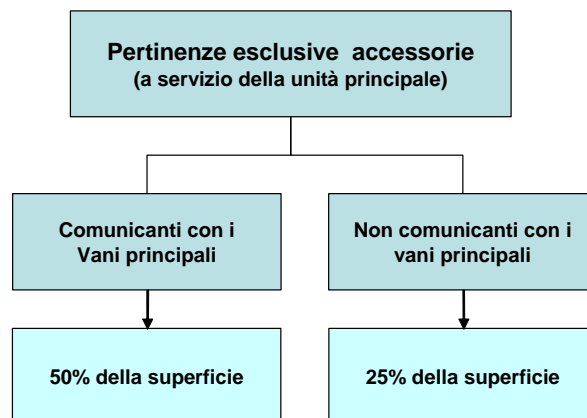 Pertinenze esclusive accessorie
(a servizio della unità principale)
Comunicanti con i
Vani principali
Non comunicanti con i
vani principali
50% della superficie
25% della superficie